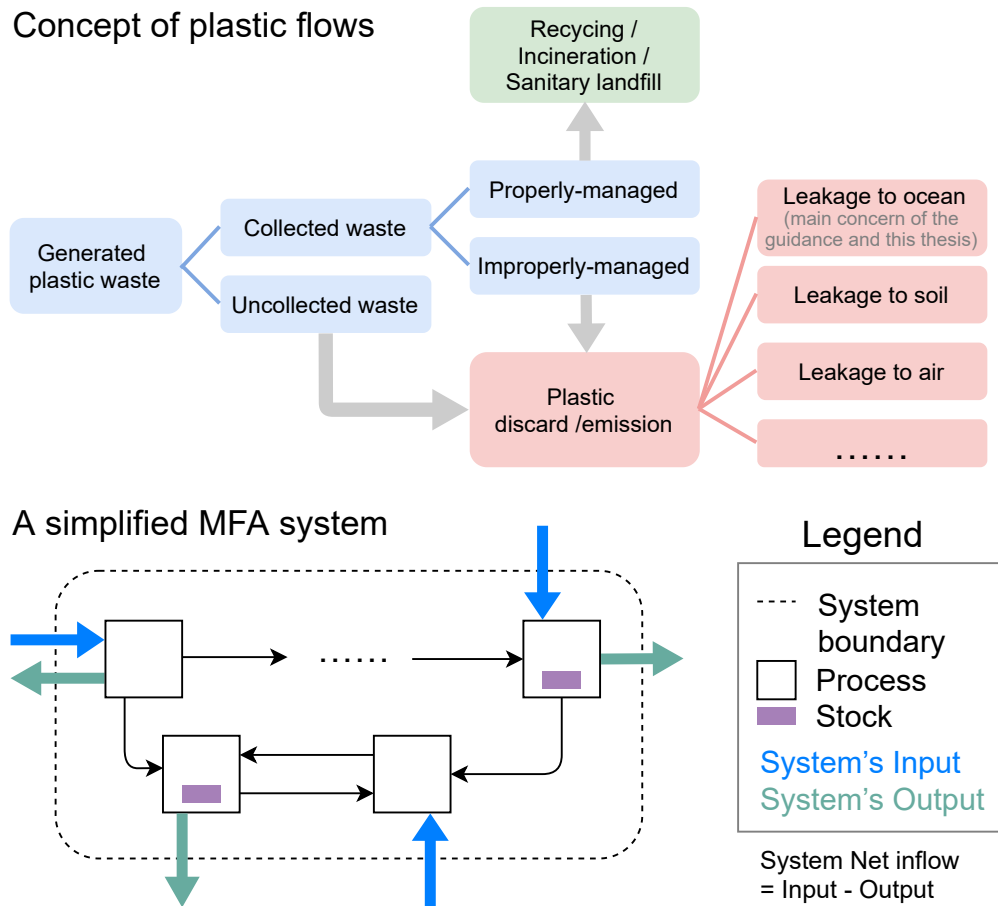 Concept of plastic flows
Recycing /
Incineration /
Sanitary landfill
Generated
plastic waste
Collected waste
Uncollected waste
Properly-managed
Improperly-managed
Plastic
discard /emission
Leakage to ocean
(main concern of the
guidance and this thesis)
Leakage to soil
Leakage to air
......
A simplified MFA system
......
Legend
System
boundary
Process
Stock
System's Input
System's Output
System Net inflow
= Input - Output